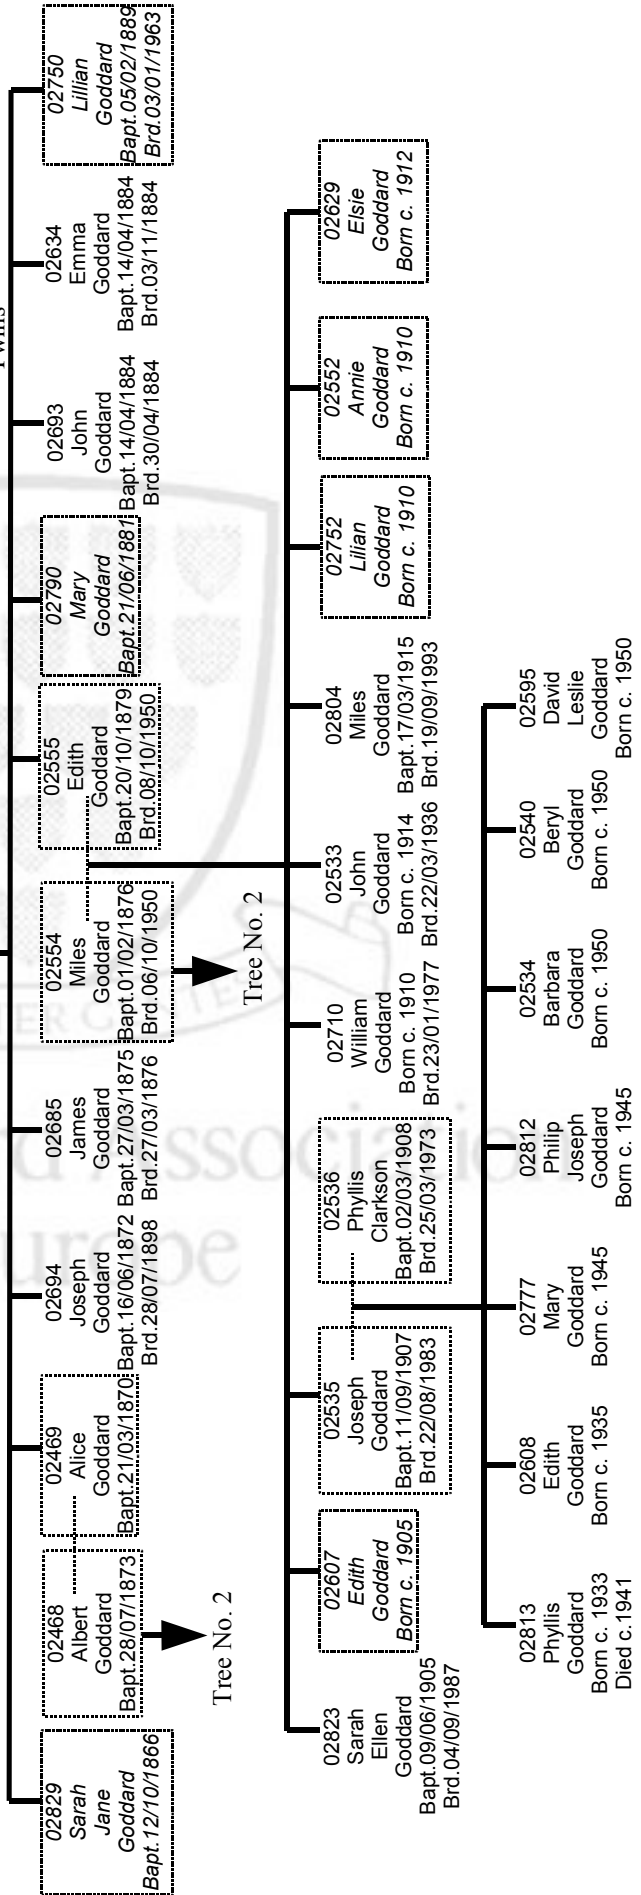 Twins
02829
Sarah
Jane
Goddard
Bapt.12/10/1866
02468
Albert
Goddard
Bapt.28/07/1873
Tree No. 2
02469
Alice
Goddard
Bapt.21/03/1870
02694
Joseph
Goddard
Bapt.16/06/1872
Brd.28/07/1898
02685
James
Goddard
Bapt.27/03/1875
Brd.27/03/1876
02554
Miles
Goddard
Bapt.01/02/1876
Brd.06/10/1950
Tree No. 2
02555
Edith
Goddard
Bapt.20/10/1879
Brd.08/10/1950
02790
Mary
Goddard
Bapt.21/06/1881
02693
John
Goddard
Bapt.14/04/1884
Brd.30/04/1884
02634
Emma
Goddard
Bapt.14/04/1884
Brd.03/11/1884
02750
Lillian
Goddard
Bapt.05/02/1889
Brd.03/01/1963
02823
Sarah
Ellen
Goddard
Bapt.09/06/1905
Brd.04/09/1987
02607
Edith
Goddard
Born c. 1905
02535
Joseph
Goddard
Bapt.11/09/1907
Brd.22/08/1983
02536
Phyllis
Clarkson
Bapt.02/03/1908
Brd.25/03/1973
02710
William
Goddard
Born c. 1910
Brd.23/01/1977
02533
John
Goddard
Born c. 1914
Brd.22/03/1936
02804
Miles
Goddard
Bapt.17/03/1915
Brd.19/09/1993
02752
Lilian
Goddard
Born c. 1910
02552
Annie
Goddard
Born c. 1910
02629
Elsie
Goddard
Born c. 1912
02813
Phyllis
Goddard
Born c. 1933
Died c.1941
02608
Edith
Goddard
Born c. 1935
02777
Mary
Goddard
Born c. 1945
02812
Philip
Joseph
Goddard
Born c. 1945
02534
Barbara
Goddard
Born c. 1950
02540
Beryl
Goddard
Born c. 1950
02595
David
Leslie
Goddard
Born c. 1950
d Association
urope